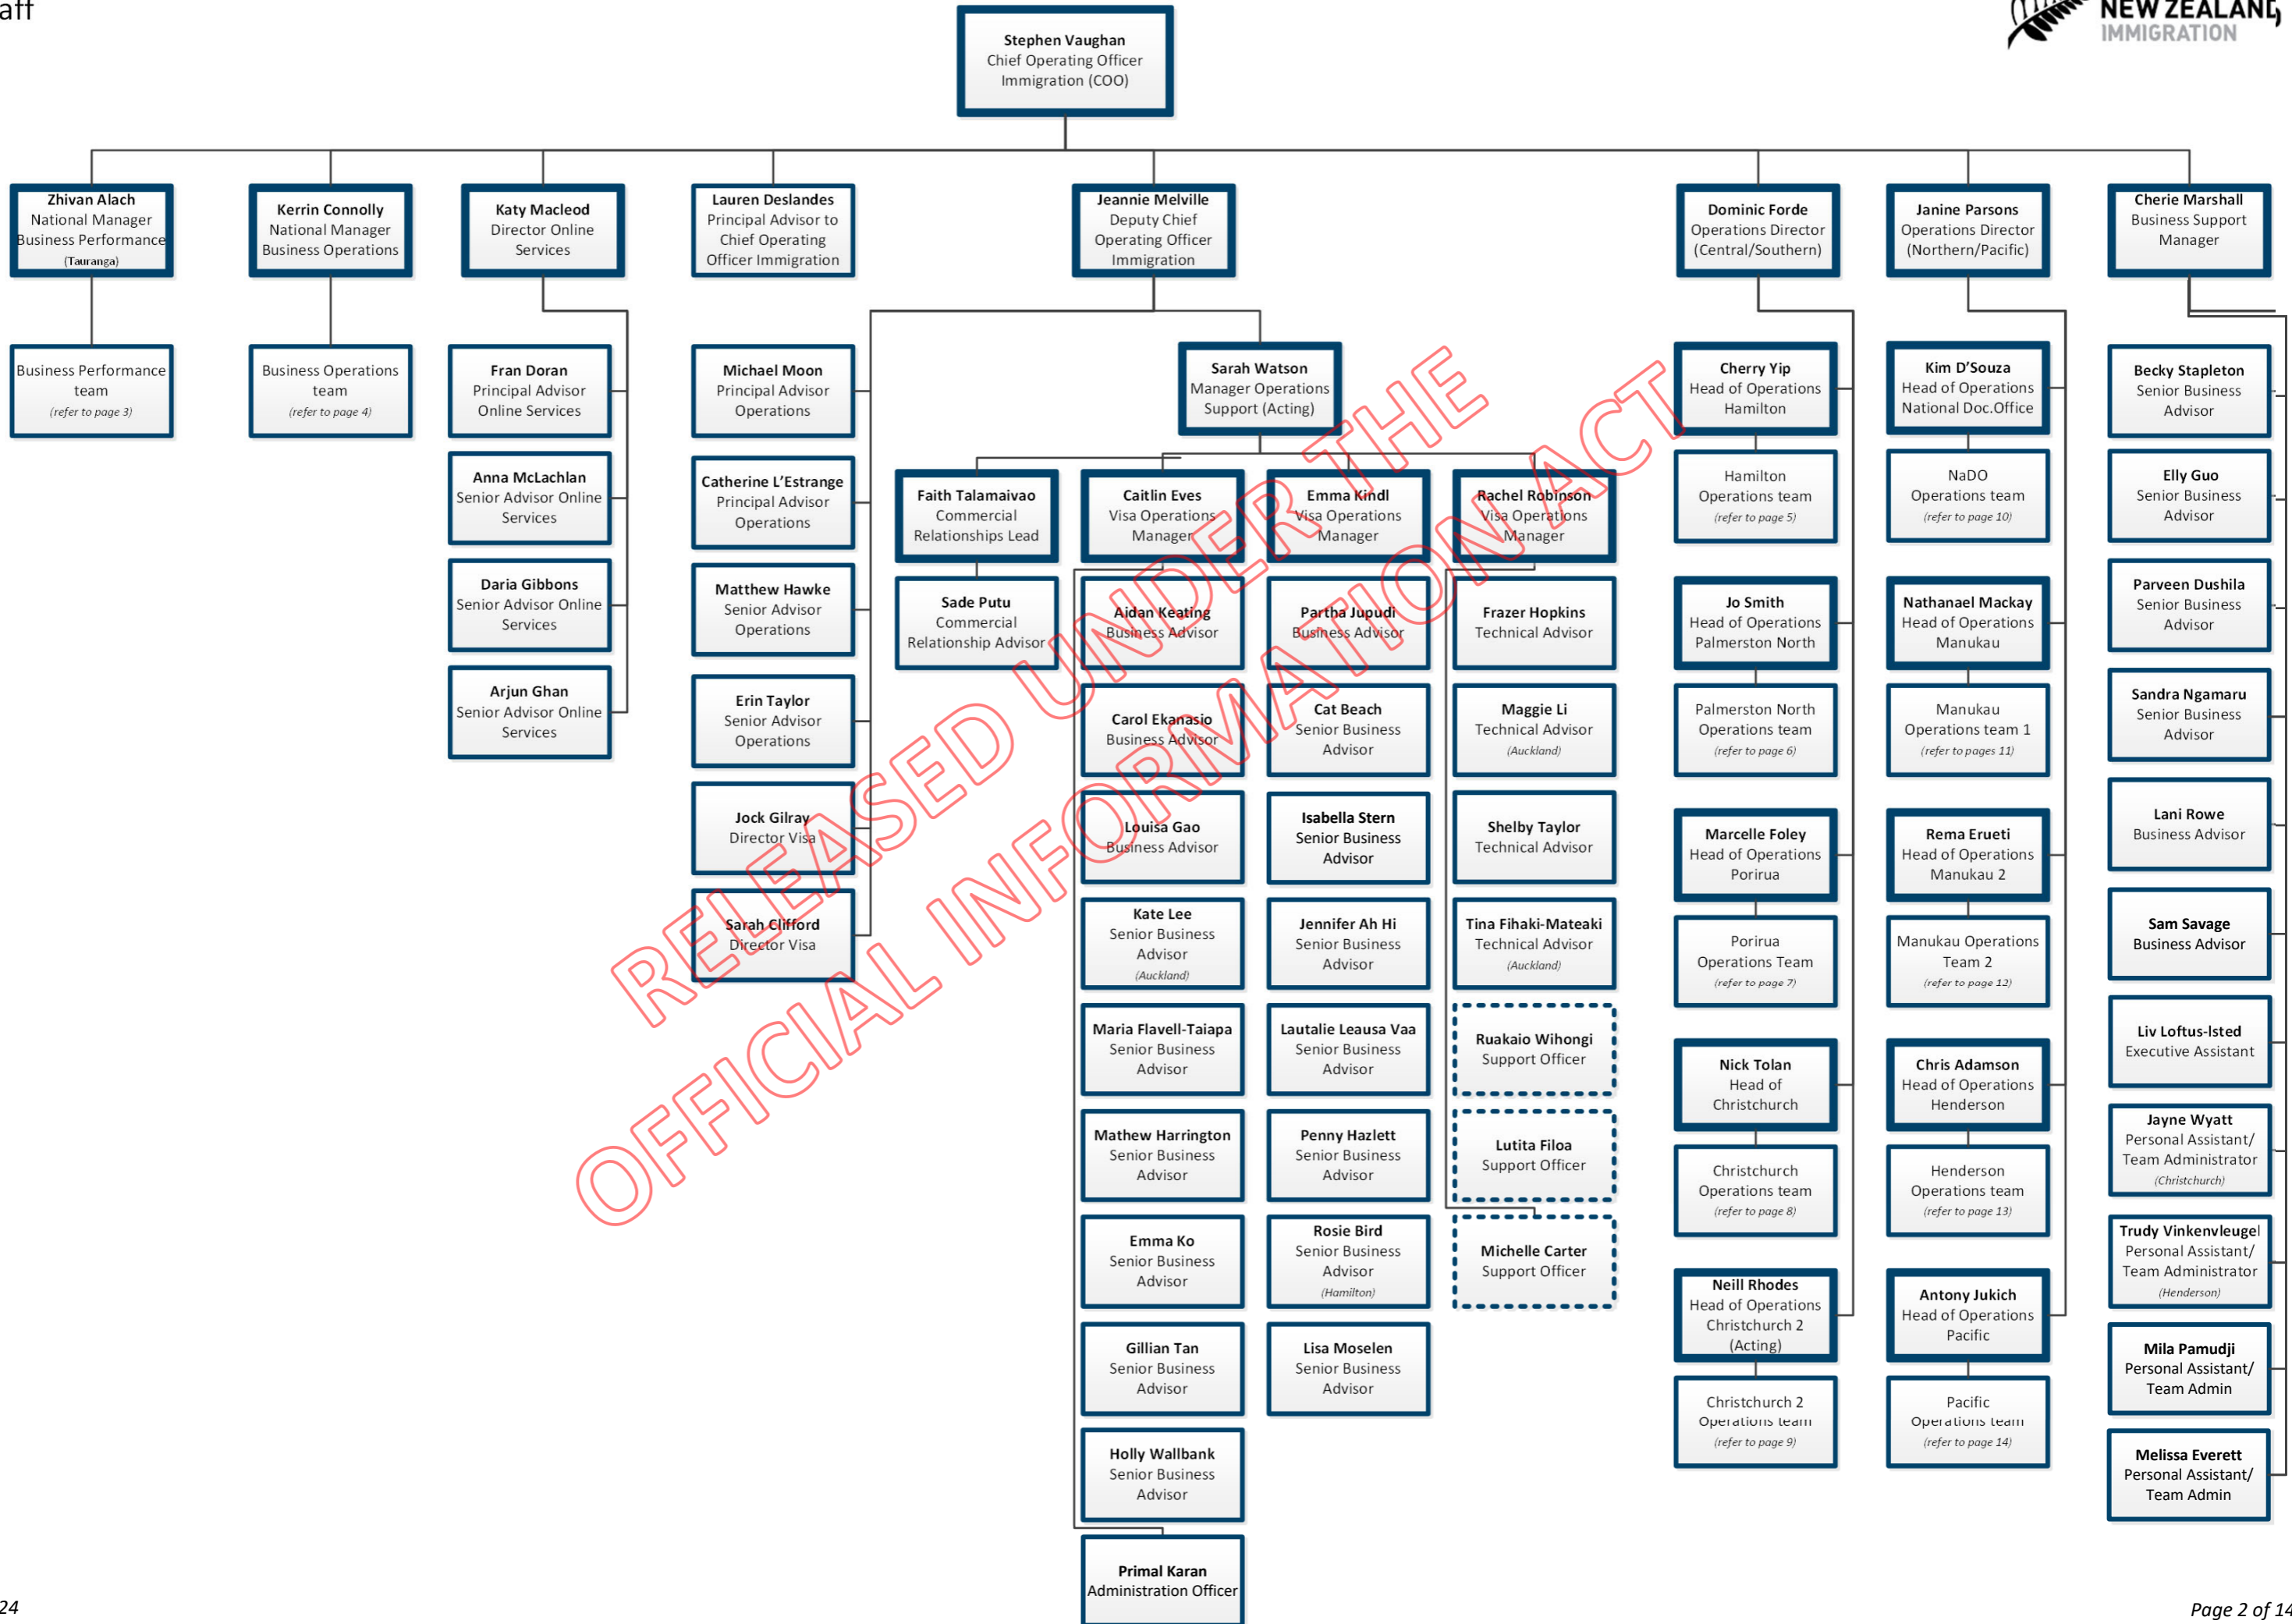 aff
NEW ZEALAND
IMMIGRATION
Stephen Vaughan
Chief Operating Officer
Immigration (COO)
Zhivan Alach
National Manager
Business Performance
(Tauranga)
Kerrin Connolly
National Manager
Business Operations
Katy Macleod
Director Online
Services
Lauren Deslandes
Principal Advisor to
Chief Operating
Officer Immigration
Jeannie Melville
Deputy Chief
Operating Officer
Immigration
Dominic Forde
Operations Director
(Central/Southern)
Janine Parsons
Operations Director
(Northern/Pacific)
Cherie Marshall
Business Support
Manager
Business Performance
team
(refer to page 3)
Business Operations
team
(refer to page 4)
Fran Doran
Principal Advisor
Online Services
Anna McLachlan
Senior Advisor Online
Services
Daria Gibbons
Senior Advisor Online
Services
Arjun Ghan
Senior Advisor Online
Services
Michael Moon
Principal Advisor
Operations
Catherine L’Estrange
Principal Advisor
Operations
Matthew Hawke
Senior Advisor
Operations
Erin Taylor
Senior Advisor
Operations
Jock Gilray
Director Visa
Sarah Clifford
Director Visa
Sarah Watson
Manager Operations
Support (Acting)
Faith Talamaivao
Commercial
Relationships Lead
Sade Putu
Commercial
Relationship Advisor
Caitlin Eves
Visa Operations
Manager
Aidan Keating
Business Advisor
Carol Ekanasio
Business Advisor
Louisa Gao
Business Advisor
Kate Lee
Senior Business
Advisor
(Auckland)
Maria Flavell-Taiapa
Senior Business
Advisor
Mathew Harrington
Senior Business
Advisor
Emma Ko
Senior Business
Advisor
Gillian Tan
Senior Business
Advisor
Holly Wallbank
Senior Business
Advisor
Primal Karan
Administration Officer
Emma Kindl
Visa Operations
Manager
Partha Jupudi
Business Advisor
Cat Beach
Senior Business
Advisor
Isabella Stern
Senior Business
Advisor
Jennifer Ah Hi
Senior Business
Advisor
Lautalie Leausa Vaa
Senior Business
Advisor
Penny Hazlett
Senior Business
Advisor
Rosie Bird
Senior Business
Advisor
(Hamilton)
Lisa Moselen
Senior Business
Advisor
Rachel Robinson
Visa Operations
Manager
Frazer Hopkins
Technical Advisor
Maggie Li
Technical Advisor
(Auckland)
Shelby Taylor
Technical Advisor
Tina Fihaki-Mateaki
Technical Advisor
(Auckland)
Ruakaio Wihongi
Support Officer
Lutita Filoa
Support Officer
Michelle Carter
Support Officer
Cherry Yip
Head of Operations
Hamilton
Hamilton
Operations team
(refer to page 5)
Jo Smith
Head of Operations
Palmerston North
Palmerston North
Operations team
(refer to page 6)
Marcelle Foley
Head of Operations
Porirua
Porirua
Operations Team
(refer to page 7)
Nick Tolan
Head of
Christchurch
Christchurch
Operations team
(refer to page 8)
Neill Rhodes
Head of Operations
Christchurch 2
(Acting)
Christchurch 2
Operations team
(refer to page 9)
Kim D’Souza
Head of Operations
National Doc.Office
NaDO
Operations team
(refer to page 10)
Nathanael Mackay
Head of Operations
Manukau
Manukau
Operations team 1
(refer to pages 11)
Rema Erueti
Head of Operations
Manukau 2
Manukau Operations
Team 2
(refer to page 12)
Chris Adamson
Head of Operations
Henderson
Henderson
Operations team
(refer to page 13)
Antony Jukich
Head of Operations
Pacific
Pacific
Operations team
(refer to page 14)
Becky Stapleton
Senior Business
Advisor
Elly Guo
Senior Business
Advisor
Parveen Dushila
Senior Business
Advisor
Sandra Ngamaru
Senior Business
Advisor
Lani Rowe
Business Advisor
Sam Savage
Business Advisor
Liv Loftus-Isted
Executive Assistant
Jayne Wyatt
Personal Assistant/
Team Administrator
(Christchurch)
Trudy Vinkenvleugel
Personal Assistant/
Team Administrator
(Henderson)
Mila Pamudji
Personal Assistant/
Team Admin
Melissa Everett
Personal Assistant/
Team Admin
RELEASED UNDER THE
OFFICIAL INFORMATION ACT
24
Page 2 of 14